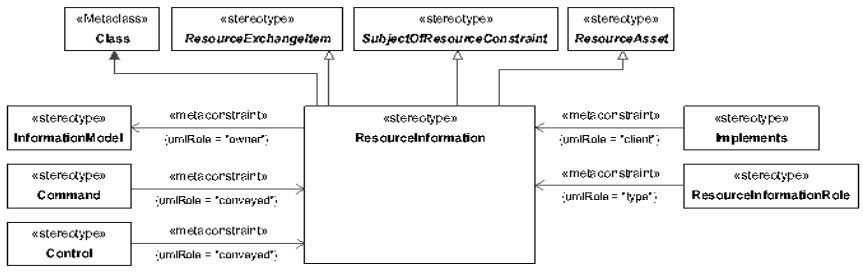 «Metaclass»
Class
«stereotype»
ResourceExchangeItem
«stereotype»
SubjectOfResourceConstraint
«stereotype»
ResourceAsset
«stereotype»
InformationModel
«metaconstraint»
{umlRole = "owner"}
«stereotype»
ResourceInformation
«metaconstraint»
{umlRole = "client"}
«stereotype»
Implements
«stereotype»
Command
«metaconstraint»
{umlRole = "conveyed"}
«metaconstraint»
{umlRole = "type"}
«stereotype»
ResourceInformationRole
«stereotype»
Control
«metaconstraint»
{umlRole = "conveyed"}